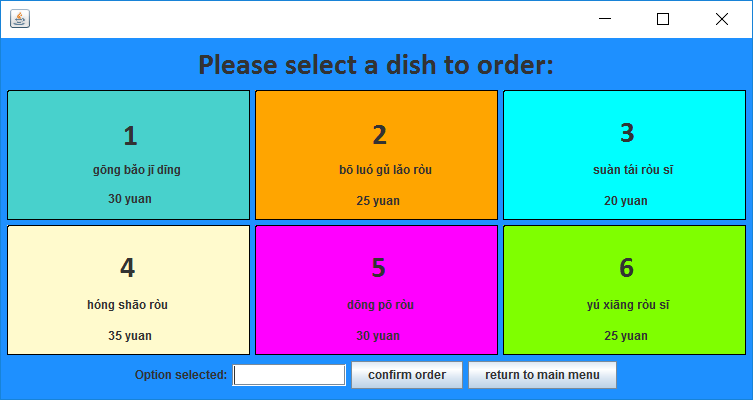 Please select a dish to order:
1
gōng bǎo jī dīng
30 yuan
2
bō luó gǔ lǎo ròu
25 yuan
3
suàn tái ròu sī
20 yuan
4
hóng shāo ròu
35 yuan
5
dōng pō ròu
30 yuan
6
yú xiāng ròu sī
25 yuan
Option selected: confirm order return to main menu